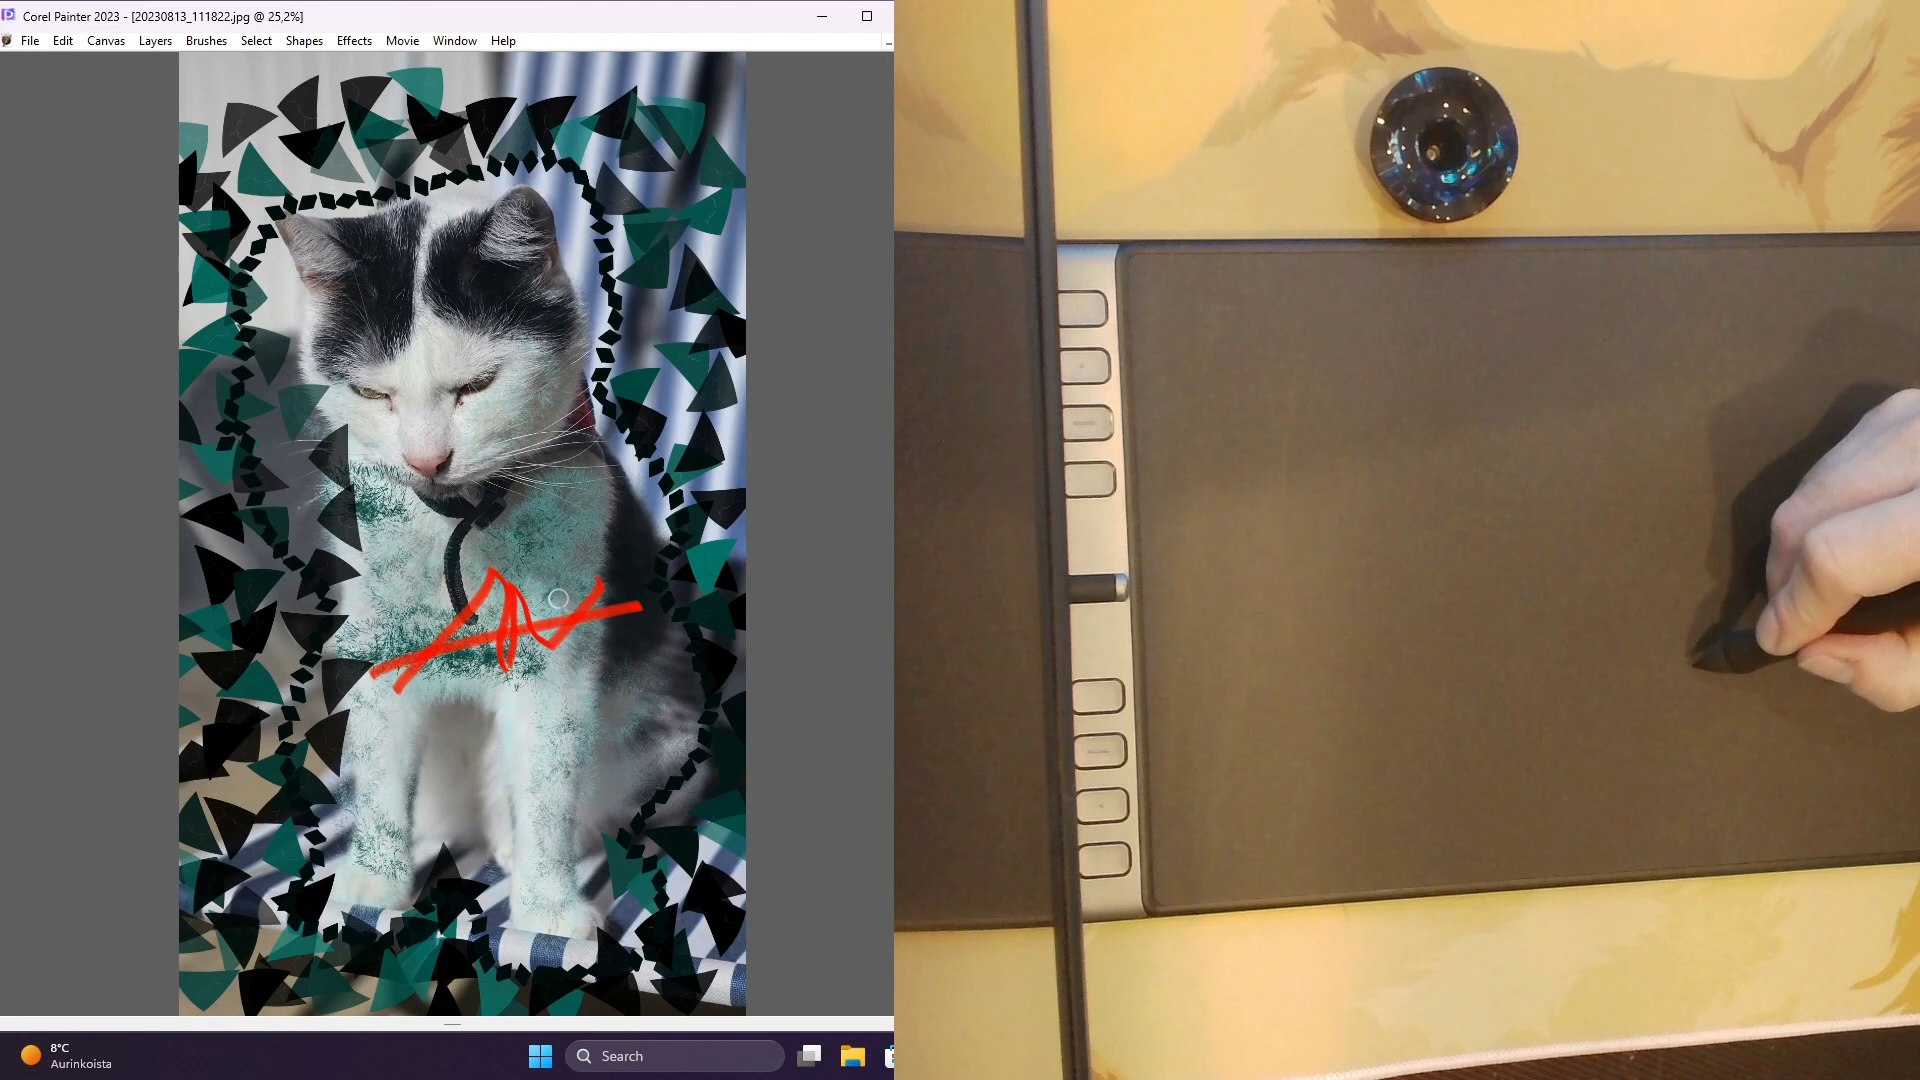 Corel Painter 2023 - [20230813_111822.jpg @ 25,2%]
File Edit Canvas Layers Brushes Select Shapes Effects Movie Window Help
8°C
Aurinkoista
Search